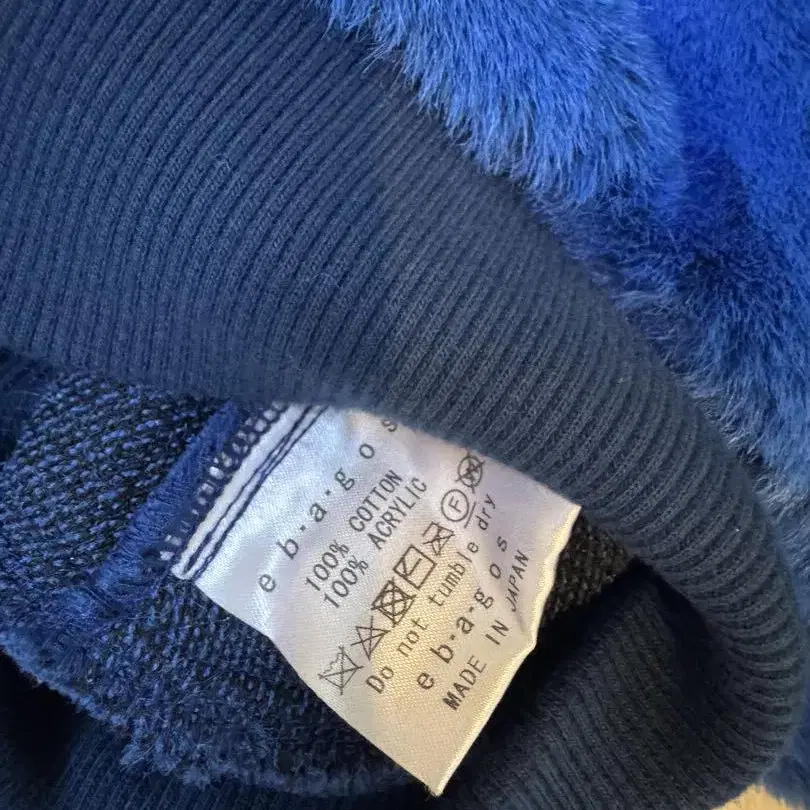 e b・a・g o s
100% COTTON
100% ACRYLIC
F
Do not tumble dry
e b・a・g o s
MADE IN JAPAN